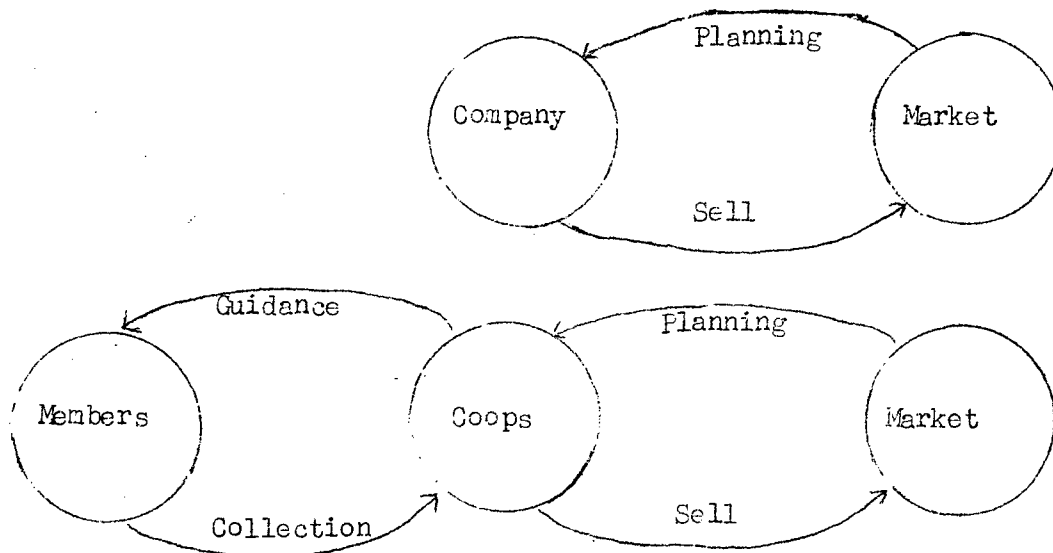 Planning
Company
Market
Sell
Guidance
Planning
Members
Coops
Market
Collection
Sell